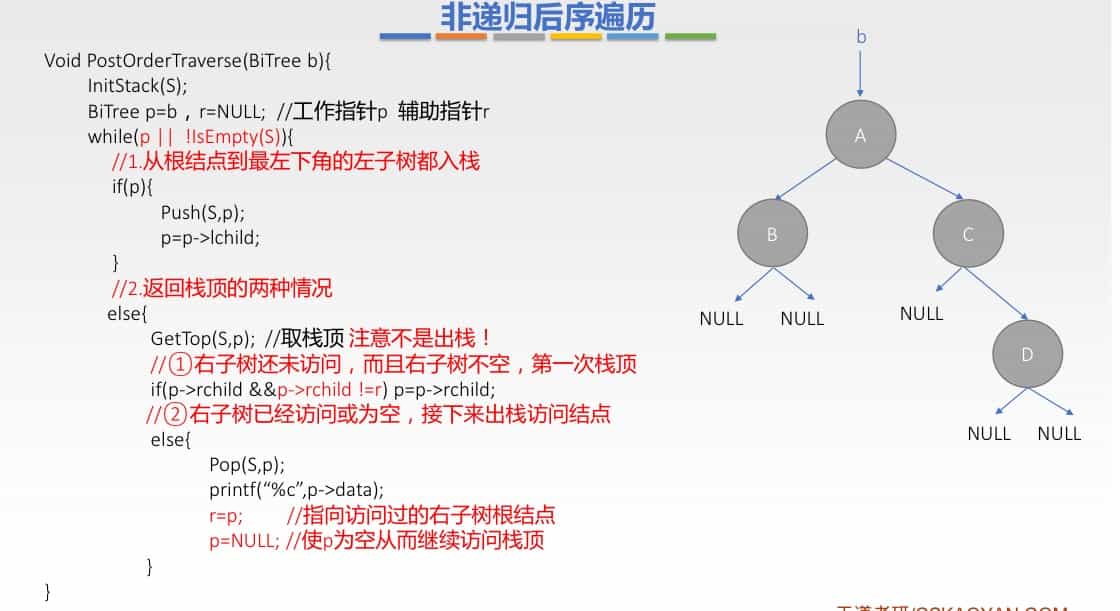 非递归后序遍历
Void PostOrderTraverse(BiTree b){
InitStack(S);
BiTree p=b，r=NULL; //工作指针p 辅助指针r
while(p || !IsEmpty(S)){
//1.从根结点到最左下角的左子树都入栈
if(p){
Push(S,p);
p=p->lchild;
}
//2.返回栈顶的两种情况
else{
GetTop(S,p); //取栈顶 注意不是出栈！
//①右子树还未访问，而且右子树不空，第一次栈顶
if(p->rchild &&p->rchild !=r) p=p->rchild;
//②右子树已经访问或为空，接下来出栈访问结点
else{
Pop(S,p);
printf(“%c”,p->data);
r=p; //指向访问过的右子树根结点
p=NULL; //使p为空从而继续访问栈顶
}
}
b
A
B
C
NULL
NULL
NULL
D
NULL
NULL